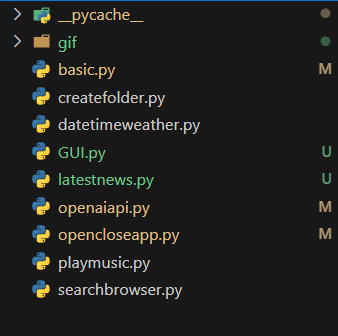 __pycache__
gif
basic.py M
createfolder.py
datetimeweather.py
GUI.py U
latestnews.py U
openaiapi.py M
opencloseapp.py M
playmusic.py
searchbrowser.py